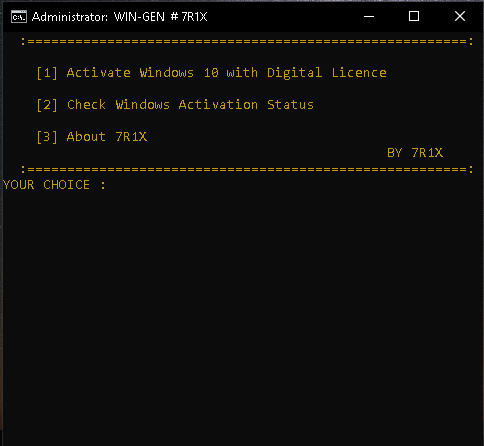 Administrator: WIN-GEN # 7R1X
:=======================================================:
[1] Activate Windows 10 with Digital Licence
[2] Check Windows Activation Status
[3] About 7R1X
BY 7R1X
:=======================================================:
YOUR CHOICE :